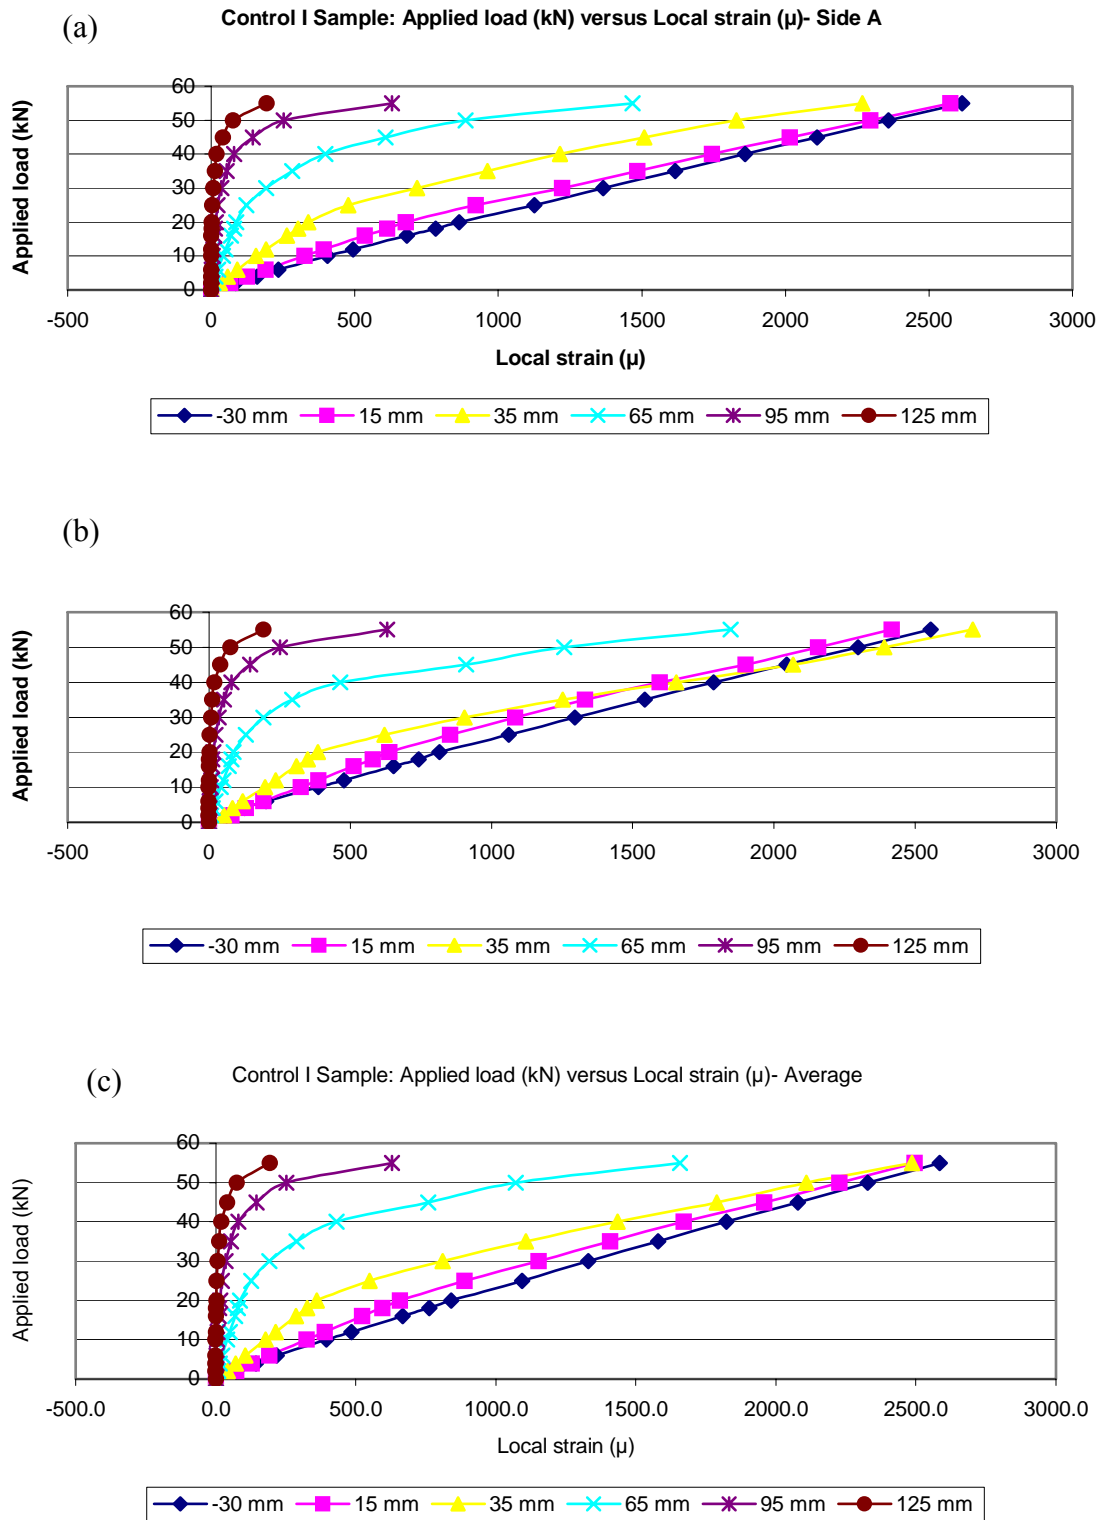 (a)
Control I Sample: Applied load (kN) versus Local strain (µ)- Side A
Applied load (kN)
60
50
40
30
20
10
0
-500 0 500 1000 1500 2000 2500 3000
Local strain (µ)
-30 mm 15 mm 35 mm 65 mm 95 mm 125 mm
(b)
Applied load (kN)
60
50
40
30
20
10
0
-500 0 500 1000 1500 2000 2500 3000
-30 mm 15 mm 35 mm 65 mm 95 mm 125 mm
(c)
Control I Sample: Applied load (kN) versus Local strain (µ)- Average
Applied load (kN)
60
50
40
30
20
10
0
-500.0 0.0 500.0 1000.0 1500.0 2000.0 2500.0 3000.0
Local strain (µ)
-30 mm 15 mm 35 mm 65 mm 95 mm 125 mm